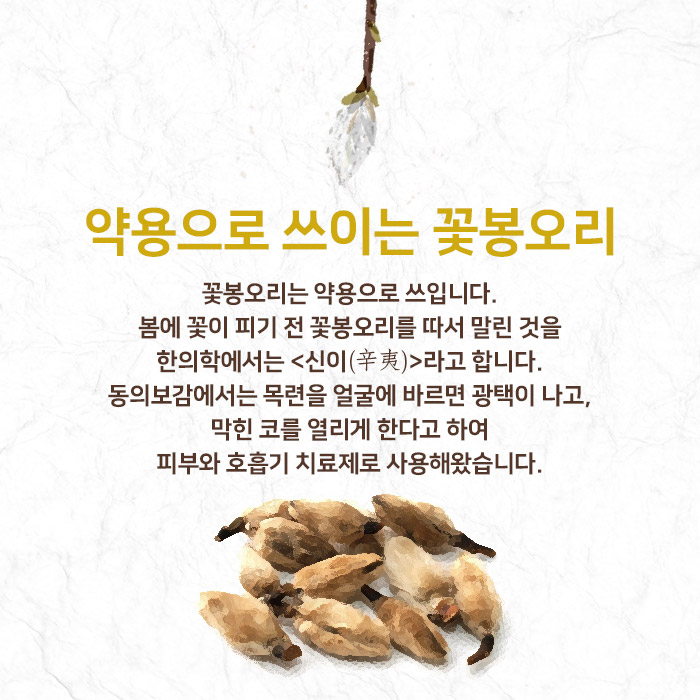 약용으로 쓰이는 꽃봉오리
꽃봉오리는 약용으로 쓰입니다.
봄에 꽃이 피기 전 꽃봉오리를 따서 말린 것을
한의학에서는 <신이(辛夷)>라고 합니다.
동의보감에서는 목련을 얼굴에 바르면 광택이 나고,
막힌 코를 열리게 한다고 하여
피부와 호흡기 치료제로 사용해왔습니다.